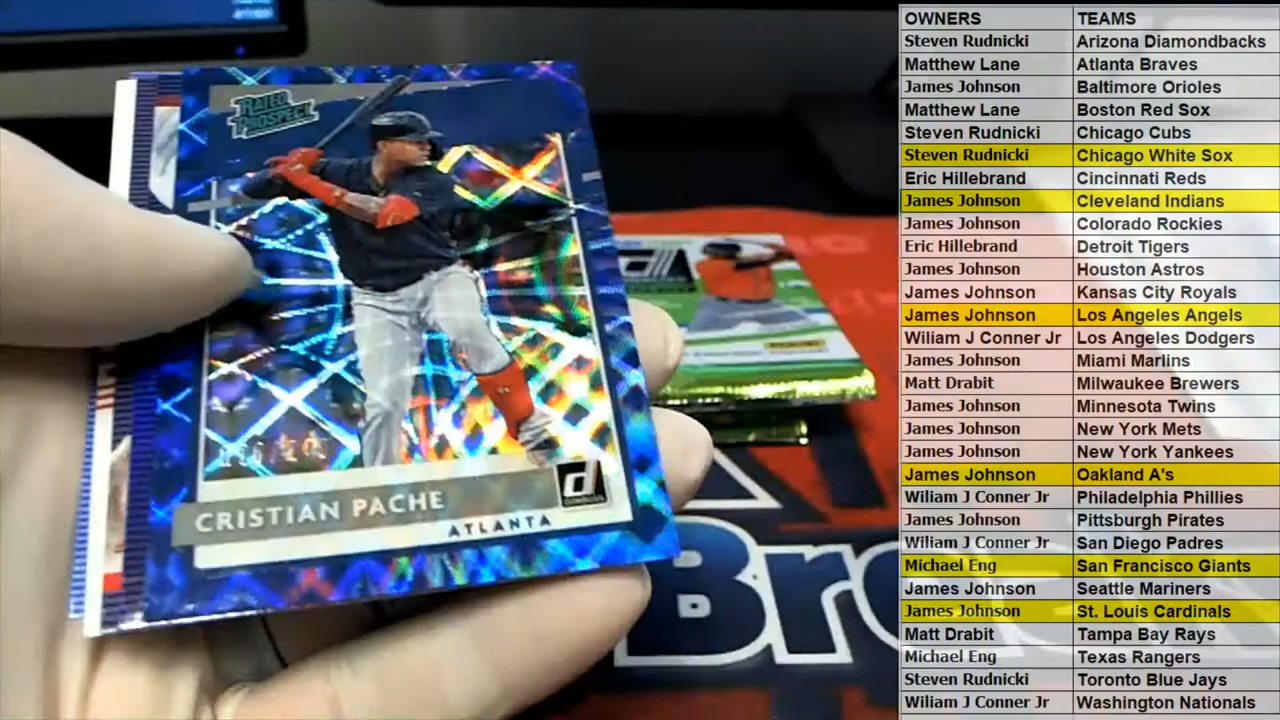 RATED
PROSPECT
CRISTIAN PACHE
ATLANTA
d
DONRUSS
PANINI
Bre
OWNERS TEAMS
Steven Rudnicki Arizona Diamondbacks
Matthew Lane Atlanta Braves
James Johnson Baltimore Orioles
Matthew Lane Boston Red Sox
Steven Rudnicki Chicago Cubs
Steven Rudnicki Chicago White Sox
Eric Hillebrand Cincinnati Reds
James Johnson Cleveland Indians
James Johnson Colorado Rockies
Eric Hillebrand Detroit Tigers
James Johnson Houston Astros
James Johnson Kansas City Royals
James Johnson Los Angeles Angels
Wiliam J Conner Jr Los Angeles Dodgers
James Johnson Miami Marlins
Matt Drabit Milwaukee Brewers
James Johnson Minnesota Twins
James Johnson New York Mets
James Johnson New York Yankees
James Johnson Oakland A's
Wiliam J Conner Jr Philadelphia Phillies
James Johnson Pittsburgh Pirates
Wiliam J Conner Jr San Diego Padres
Michael Eng San Francisco Giants
James Johnson Seattle Mariners
James Johnson St. Louis Cardinals
Matt Drabit Tampa Bay Rays
Michael Eng Texas Rangers
Steven Rudnicki Toronto Blue Jays
Wiliam J Conner Jr Washington Nationals